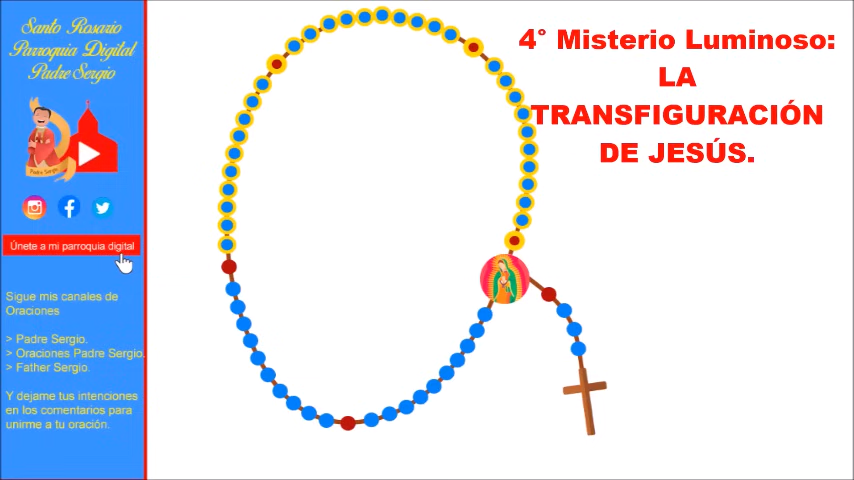 Santo Rosario
Parroquia Digital
Padre Sergio
Padre Sergio
Únete a mi parroquia digital
Sigue mis canales de
Oraciones
> Padre Sergio.
> Oraciones Padre Sergio.
> Father Sergio.
Y dejame tus intenciones
en los comentarios para
unirme a tu oración.
4° Misterio Luminoso:
LA
TRANSFIGURACIÓN
DE JESÚS.